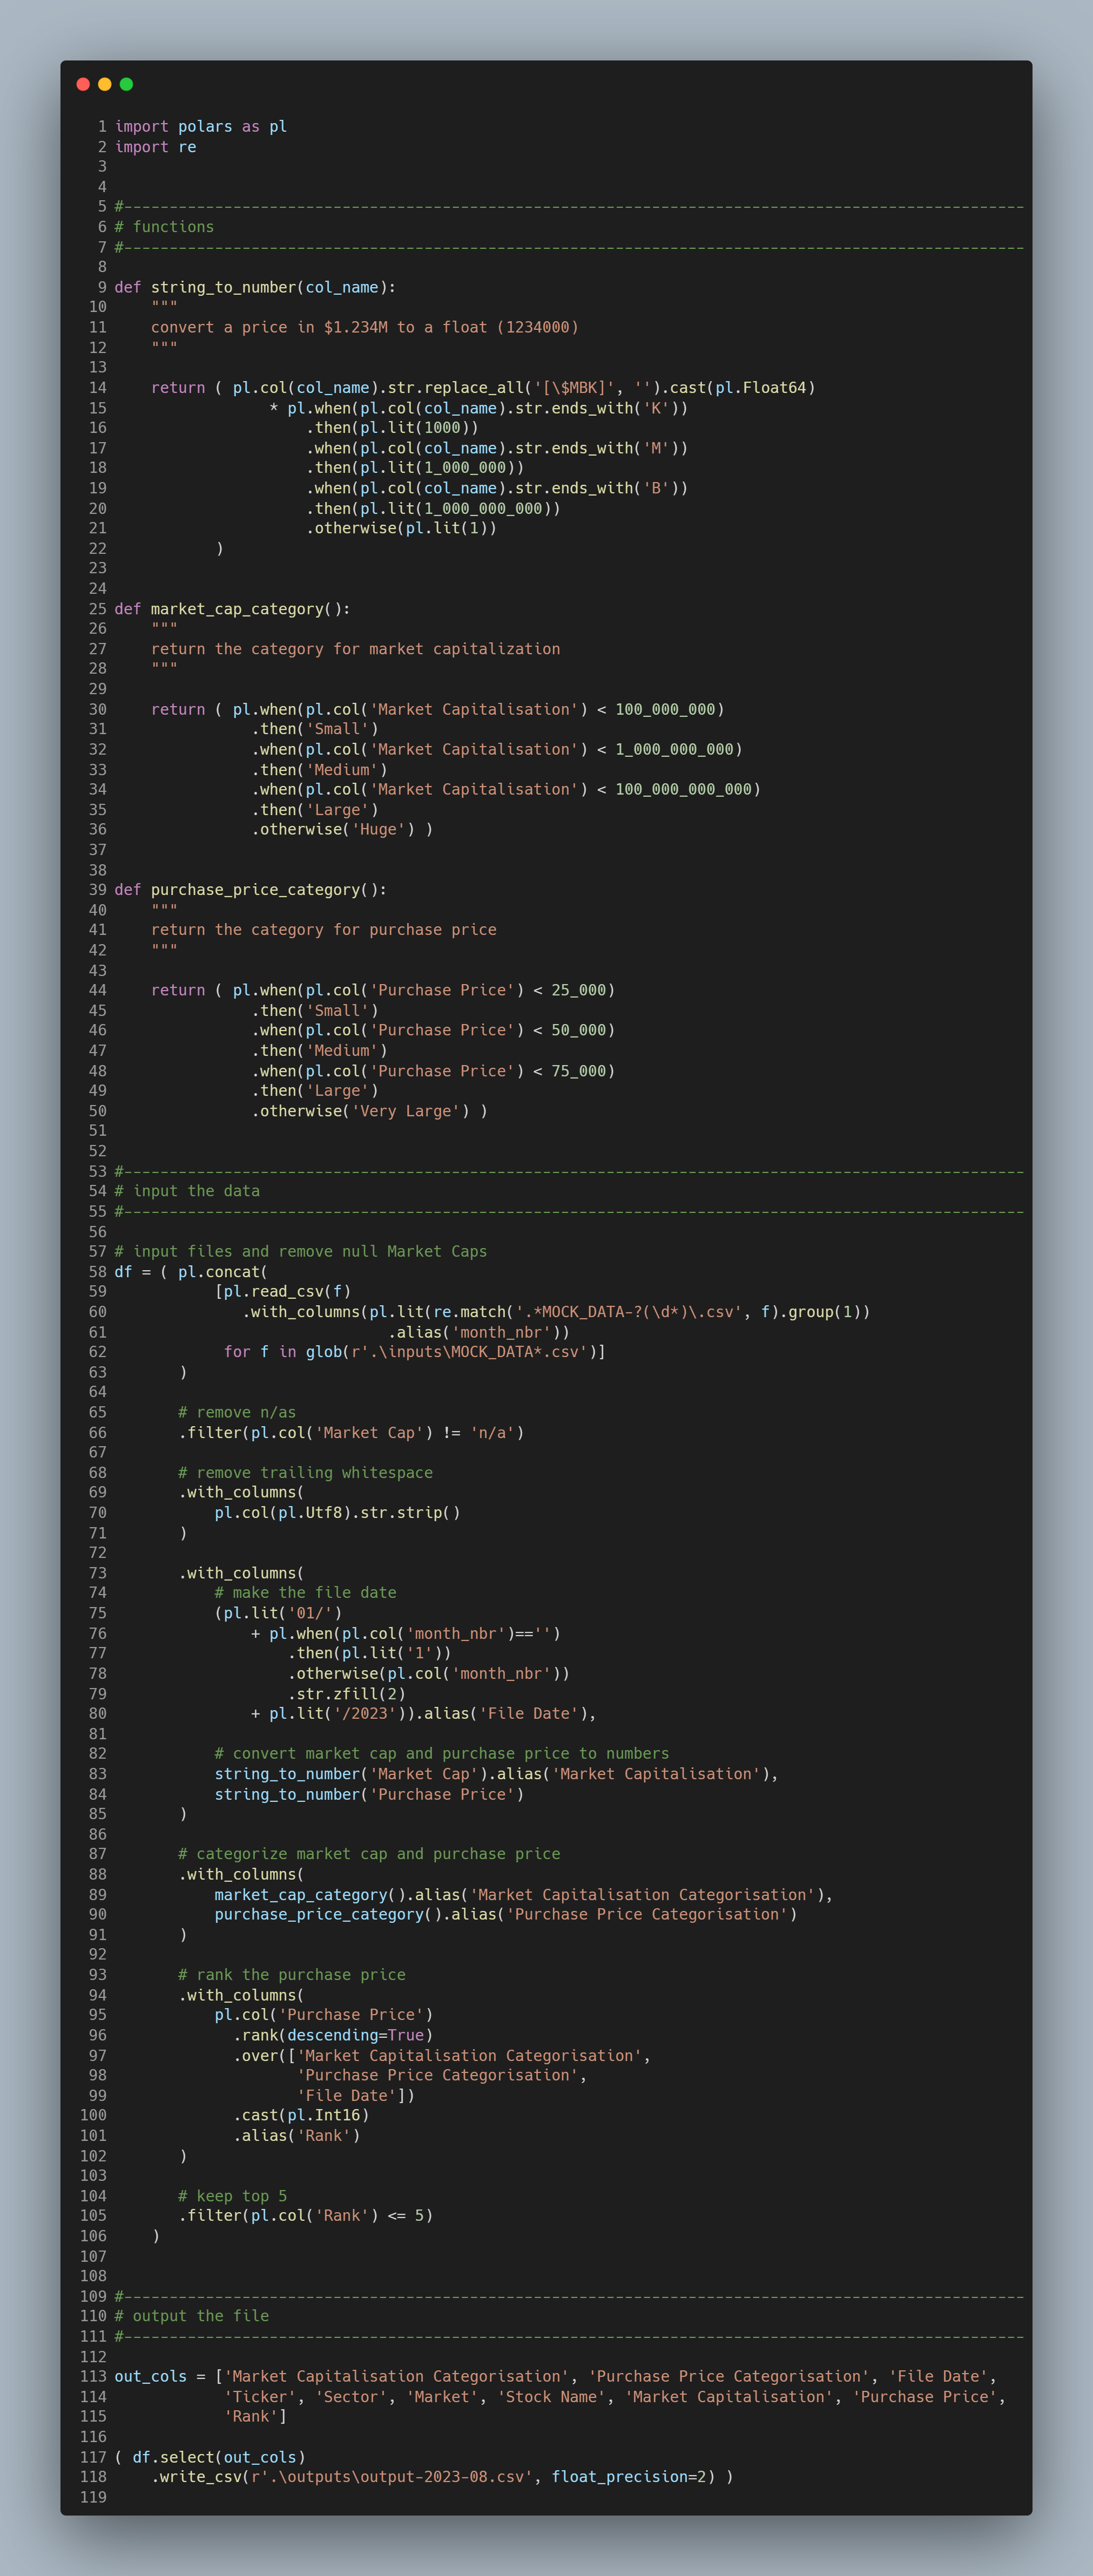 1 import polars as pl
2 import re
3
4
5 #---------------------------------------------------------------------------------------------------
6 # functions
7 #---------------------------------------------------------------------------------------------------
8
9 def string_to_number(col_name):
10     """
11     convert a price in $1.234M to a float (1234000)
12     """
13
14     return ( pl.col(col_name).str.replace_all('[\$MBK]', '').cast(pl.Float64)
15                  * pl.when(pl.col(col_name).str.ends_with('K'))
16                      .then(pl.lit(1000))
17                      .when(pl.col(col_name).str.ends_with('M'))
18                      .then(pl.lit(1_000_000))
19                      .when(pl.col(col_name).str.ends_with('B'))
20                      .then(pl.lit(1_000_000_000))
21                      .otherwise(pl.lit(1))
22            )
23
24
25 def market_cap_category():
26     """
27     return the category for market capitalization
28     """
29
30     return ( pl.when(pl.col('Market Capitalisation') < 100_000_000)
31                .then('Small')
32                .when(pl.col('Market Capitalisation') < 1_000_000_000)
33                .then('Medium')
34                .when(pl.col('Market Capitalisation') < 100_000_000_000)
35                .then('Large')
36                .otherwise('Huge') )
37
38
39 def purchase_price_category():
40     """
41     return the category for purchase price
42     """
43
44     return ( pl.when(pl.col('Purchase Price') < 25_000)
45                .then('Small')
46                .when(pl.col('Purchase Price') < 50_000)
47                .then('Medium')
48                .when(pl.col('Purchase Price') < 75_000)
49                .then('Large')
50                .otherwise('Very Large') )
51
52
53 #---------------------------------------------------------------------------------------------------
54 # input the data
55 #---------------------------------------------------------------------------------------------------
56
57 # input files and remove null Market Caps
58 df = ( pl.concat(
59            [pl.read_csv(f)
60               .with_columns(pl.lit(re.match('.*MOCK_DATA-?(\d*)\.csv', f).group(1))
61                               .alias('month_nbr'))
62             for f in glob(r'.\inputs\MOCK_DATA*.csv')]
63        )
64
65        # remove n/as
66        .filter(pl.col('Market Cap') != 'n/a')
67
68        # remove trailing whitespace
69        .with_columns(
70            pl.col(pl.Utf8).str.strip()
71        )
72
73        .with_columns(
74            # make the file date
75            (pl.lit('01/')
76                + pl.when(pl.col('month_nbr')=='')
77                    .then(pl.lit('1'))
78                    .otherwise(pl.col('month_nbr'))
79                    .str.zfill(2)
80                + pl.lit('/2023')).alias('File Date'),
81
82            # convert market cap and purchase price to numbers
83            string_to_number('Market Cap').alias('Market Capitalisation'),
84            string_to_number('Purchase Price')
85        )
86
87        # categorize market cap and purchase price
88        .with_columns(
89            market_cap_category().alias('Market Capitalisation Categorisation'),
90            purchase_price_category().alias('Purchase Price Categorisation')
91        )
92
93        # rank the purchase price
94        .with_columns(
95            pl.col('Purchase Price')
96              .rank(descending=True)
97              .over(['Market Capitalisation Categorisation',
98                     'Purchase Price Categorisation',
99                     'File Date'])
100              .cast(pl.Int16)
101              .alias('Rank')
102        )
103
104        # keep top 5
105        .filter(pl.col('Rank') <= 5)
106     )
107
108
109 #---------------------------------------------------------------------------------------------------
110 # output the file
111 #---------------------------------------------------------------------------------------------------
112
113 out_cols = ['Market Capitalisation Categorisation', 'Purchase Price Categorisation', 'File Date',
114             'Ticker', 'Sector', 'Market', 'Stock Name', 'Market Capitalisation', 'Purchase Price',
115             'Rank']
116
117 ( df.select(out_cols)
118     .write_csv(r'.\outputs\output-2023-08.csv', float_precision=2) )
119